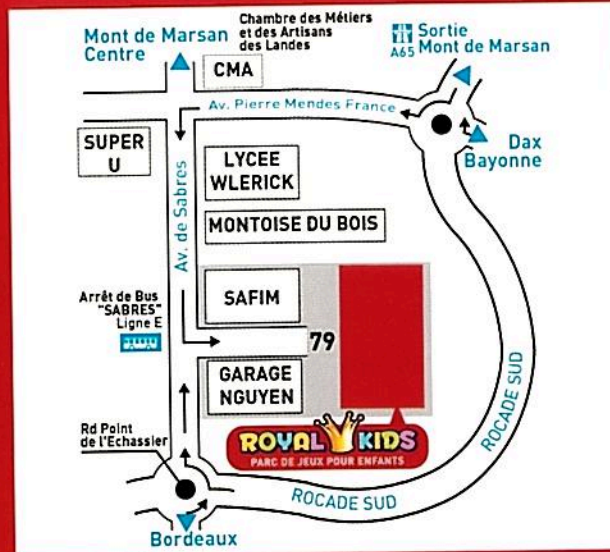 Mont de Marsan
Centre
Chambre des Métiers
et des Artisans
des Landes
CMA
Sortie
A65 Mont de Marsan
Av. Pierre Mendes France
Dax
Bayonne
SUPER
U
LYCEE
WLERICK
Av. de Sabres
MONTOISE DU BOIS
SAFIM
Arrêt de Bus
"SABRES"
Ligne E
79
GARAGE
NGUYEN
ROYAL KIDS
PARC DE JEUX POUR ENFANTS
Rd Point
de l'Echassier
ROCADE SUD
ROCADE SUD
Bordeaux